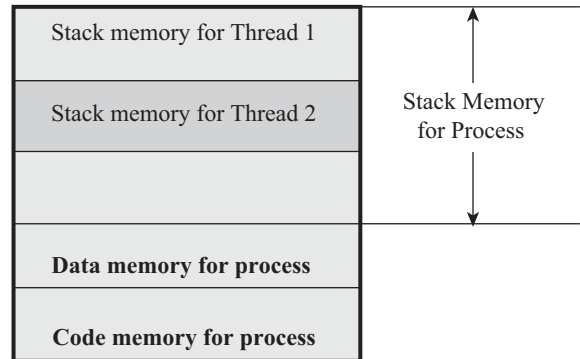 Stack memory for Thread 1
Stack memory for Thread 2
Stack Memory
for Process
Data memory for process
Code memory for process